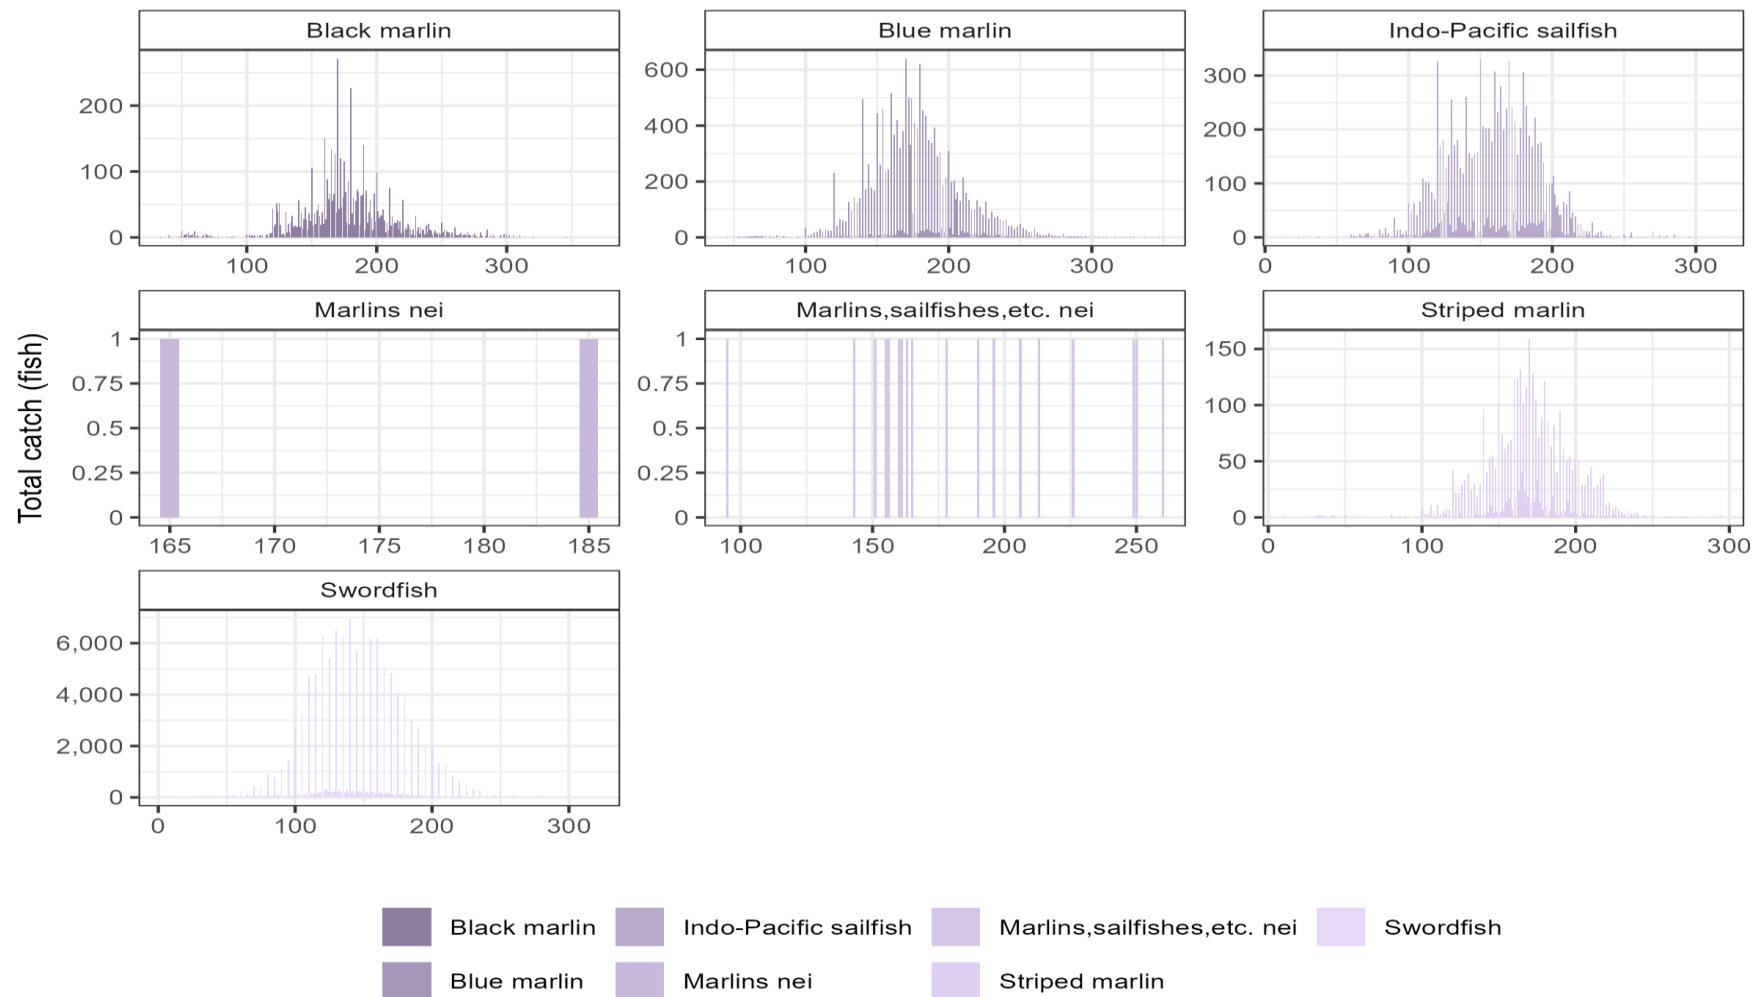 Black marlin
Blue marlin
Indo-Pacific sailfish
200
100
0
100 200 300
600
400
200
0
100 200 300
300
200
100
0
0 100 200 300
Total catch (fish)
Marlins nei
Marlins,sailfishes,etc. nei
Striped marlin
1
0.75
0.5
0.25
0
165 170 175 180 185
1
0.75
0.5
0.25
0
100 150 200 250
150
100
50
0
0 100 200 300
Swordfish
6,000
4,000
2,000
0
0 100 200 300
Black marlin
Indo-Pacific sailfish
Marlins,sailfishes,etc. nei
Swordfish
Blue marlin
Marlins nei
Striped marlin